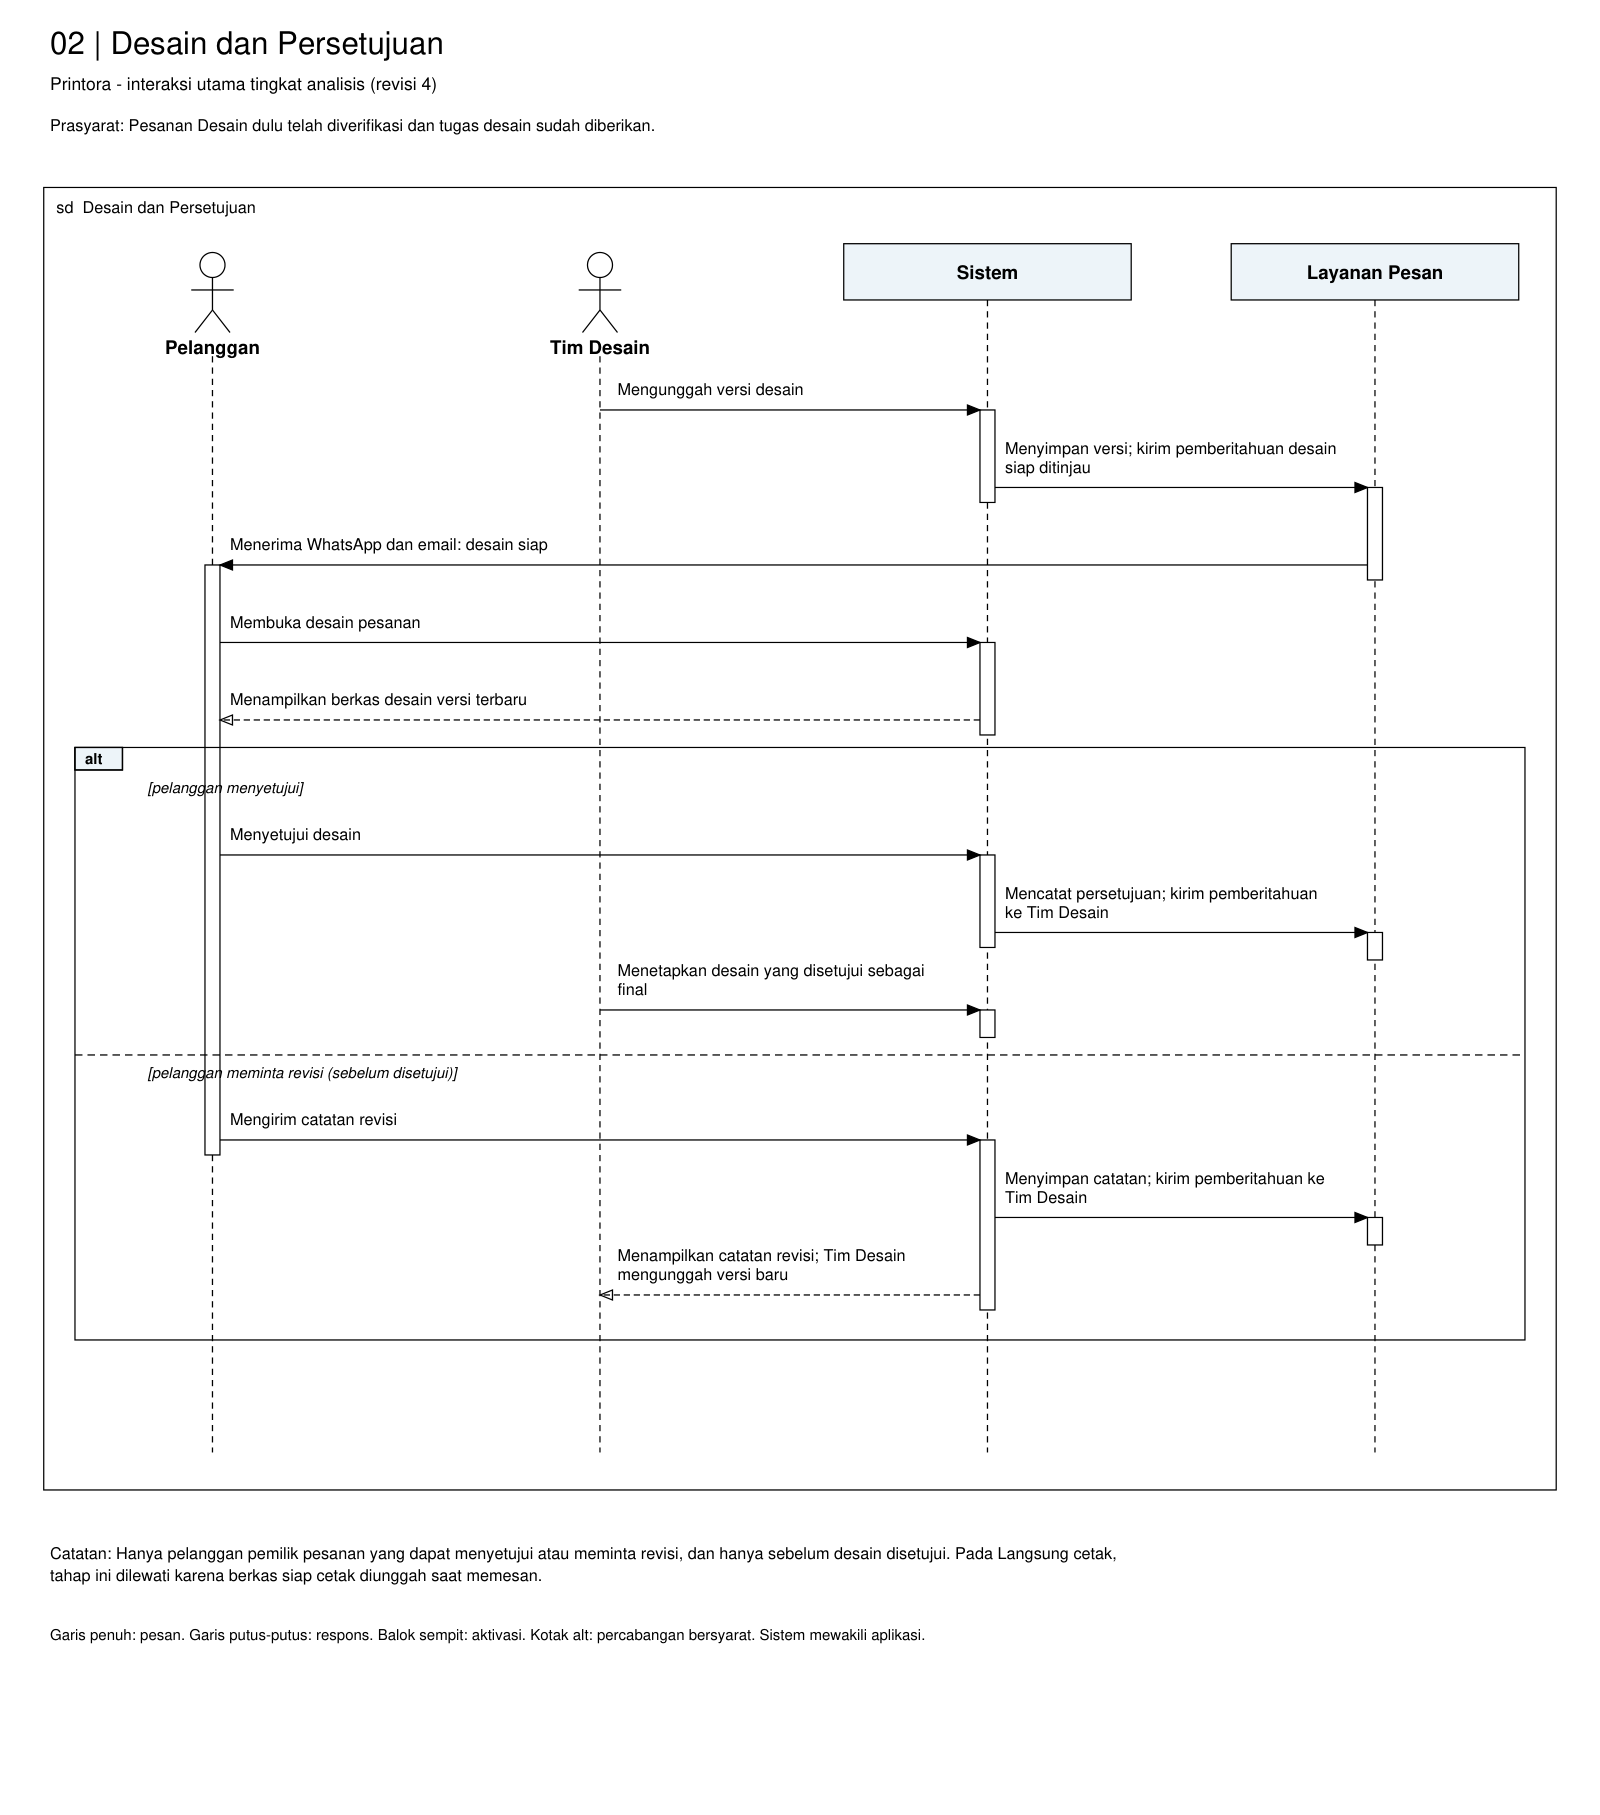 02 | Desain dan Persetujuan
Printora - interaksi utama tingkat analisis (revisi 4)
Prasyarat: Pesanan Desain dulu telah diverifikasi dan tugas desain sudah diberikan.
sd  Desain dan Persetujuan
Pelanggan
Tim Desain
Sistem
Layanan Pesan
Mengunggah versi desain
Menyimpan versi; kirim pemberitahuan desain
siap ditinjau
Menerima WhatsApp dan email: desain siap
Membuka desain pesanan
Menampilkan berkas desain versi terbaru
alt
[pelanggan menyetujui]
Menyetujui desain
Mencatat persetujuan; kirim pemberitahuan
ke Tim Desain
Menetapkan desain yang disetujui sebagai
final
[pelanggan meminta revisi (sebelum disetujui)]
Mengirim catatan revisi
Menyimpan catatan; kirim pemberitahuan ke
Tim Desain
Menampilkan catatan revisi; Tim Desain
mengunggah versi baru
Catatan: Hanya pelanggan pemilik pesanan yang dapat menyetujui atau meminta revisi, dan hanya sebelum desain disetujui. Pada Langsung cetak,
tahap ini dilewati karena berkas siap cetak diunggah saat memesan.
Garis penuh: pesan. Garis putus-putus: respons. Balok sempit: aktivasi. Kotak alt: percabangan bersyarat. Sistem mewakili aplikasi.